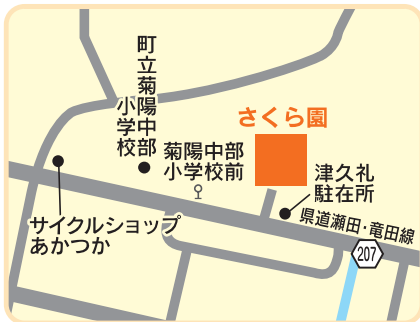 町立菊陽中部
小学校
さくら園
菊陽中部
小学校前
津久礼
駐在所
サイクルショップ
あかつか
県道瀬田・竜田線
207